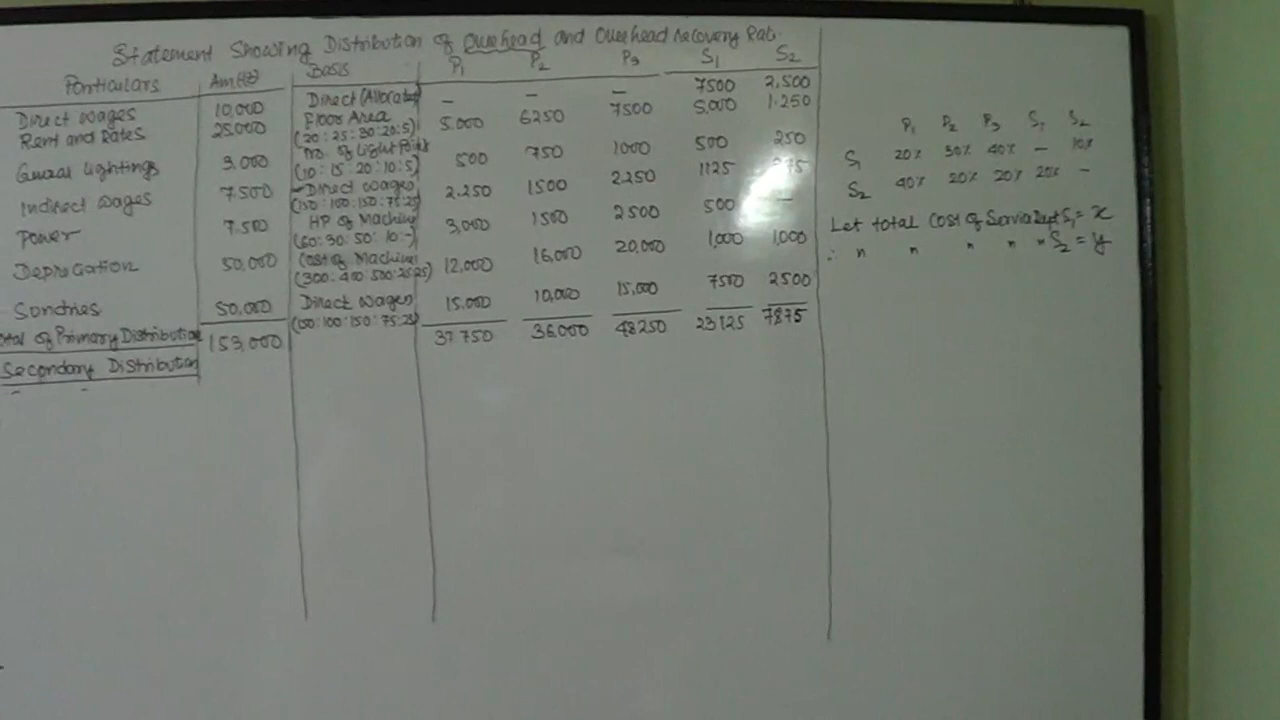 Statement Showing Distribution of Overhead and Overhead Recovery Rate
Particulars Amt(₹) Basis P1 P2 P3 S1 S2
Direct wages 10,000 Direct (Allocated) – – – 7500 2,500
Rent and Rates 25,000 Floor Area 5,000 6250 7500 5,000 1,250
(20:25:30:20:5)
General lightings 3,000 No. of Light Points 500 750 1000 500 250
(10:15:20:10:5)
Indirect wages 7,500 Direct wages 2,250 1500 2250 1125
(150:100:150:75:25)
Power 7,500 HP of Machine 3,000 1500 2500 500 –
(60:30:50:10:-)
Depreciation 50,000 Cost of Machine 12,000 16,000 20,000 1,000 1,000
(300:400:500:25:25)
Sundries 50,000 Direct wages 15,000 10,000 15,000 7500 2500
(150:100:150:75:25)
Total of Primary Distribution 153,000 37750 36,000 48250 23125 7875
Secondary Distribution
P1 P2 P3 S1 S2
S1 20% 30% 40% – 10%
S2 40% 20% 20% 20% –
Let total cost of Service Dept S1 = x
∴ " " " " " S2 = y